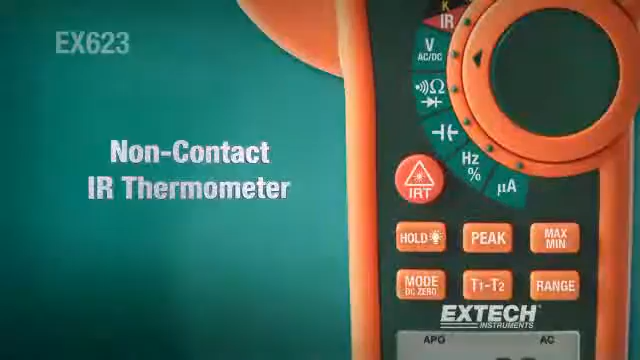 EX623
Non-Contact
IR Thermometer
K
IR
V
AC/DC
Ω
Hz
%
µA
IRT
HOLD
PEAK
MAX
MIN
MODE
DC ZERO
T1-T2
RANGE
EXTECH
INSTRUMENTS
APO
AC